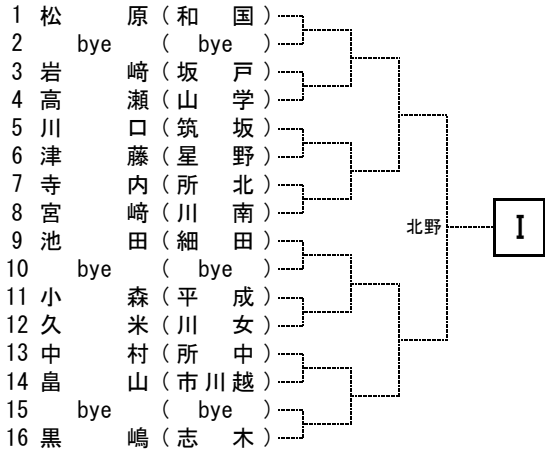 1 松原（和国）
2 bye（bye）
3 岩﨑（坂戸）
4 高瀬（山学）
5 川口（筑坂）
6 津藤（星野）
7 寺内（所北）
8 宮﨑（川南）
北野 I
9 池田（細田）
10 bye（bye）
11 小森（平成）
12 久米（川女）
13 中村（所中）
14 畠山（市川越）
15 bye（bye）
16 黒嶋（志木）